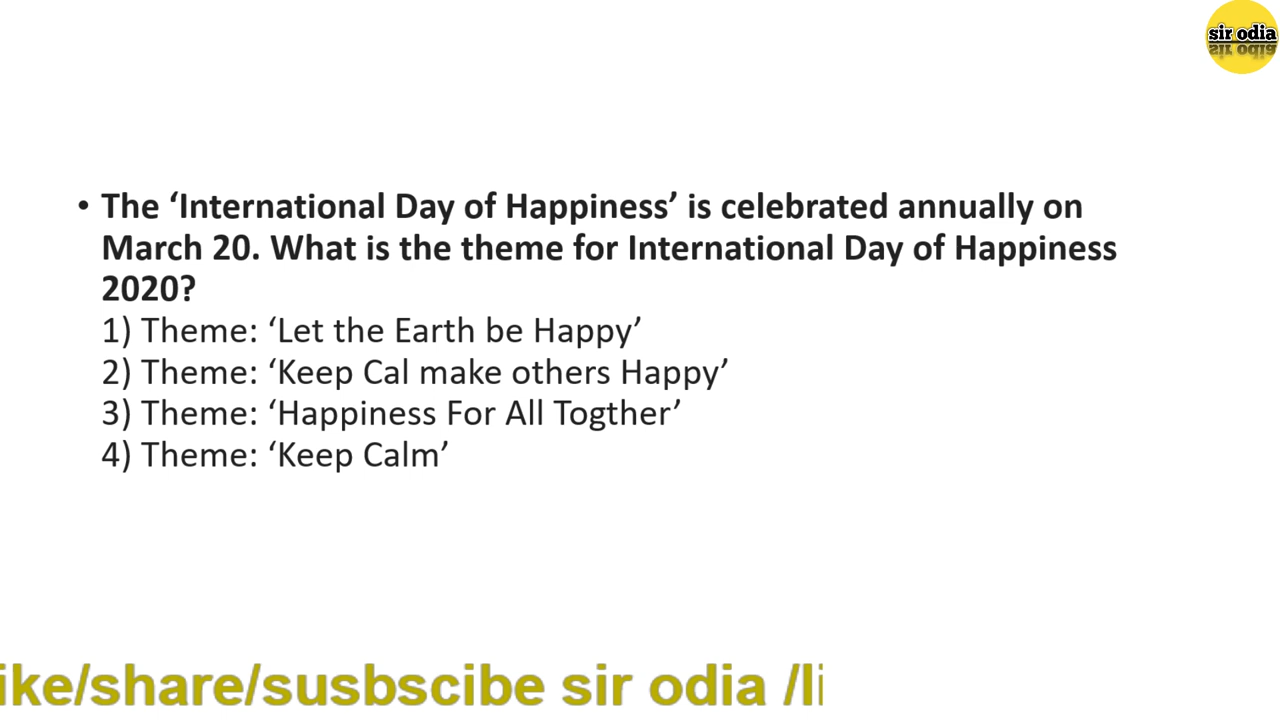 sir odia
• The ‘International Day of Happiness’ is celebrated annually on
March 20. What is the theme for International Day of Happiness
2020?
1) Theme: ‘Let the Earth be Happy’
2) Theme: ‘Keep Cal make others Happy’
3) Theme: ‘Happiness For All Togther’
4) Theme: ‘Keep Calm’
ike/share/susbscibe sir odia /li